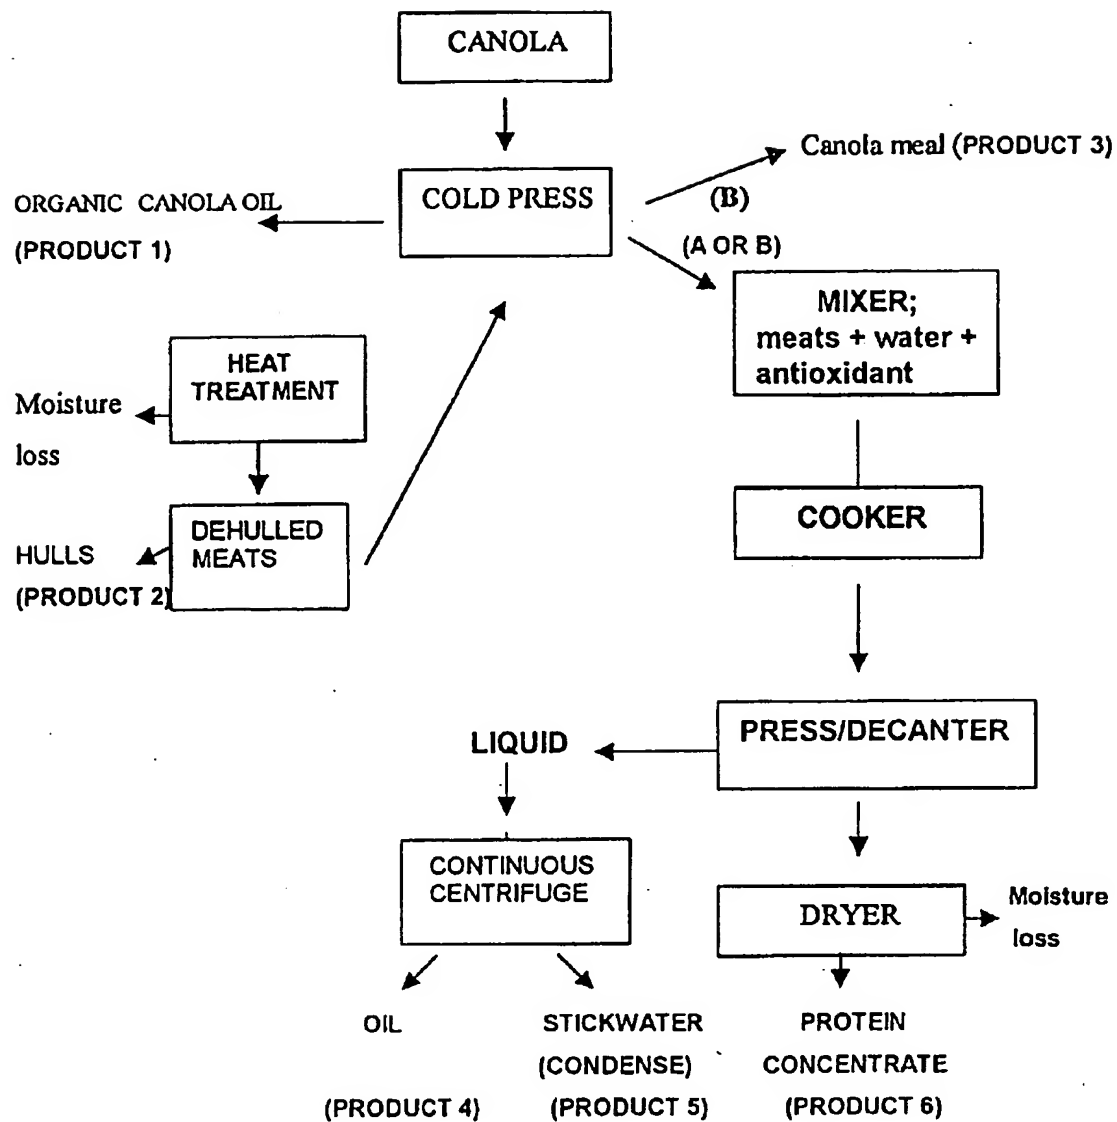 CANOLA
Canola meal (PRODUCT 3)
COLD PRESS
(B)
ORGANIC CANOLA OIL
(PRODUCT 1)
(A OR B)
MIXER;
meats + water +
antioxidant
HEAT
TREATMENT
Moisture
loss
COOKER
DEHULLED
MEATS
HULLS
(PRODUCT 2)
PRESS/DECANTER
LIQUID
CONTINUOUS
CENTRIFUGE
DRYER
Moisture
loss
OIL
(PRODUCT 4)
STICKWATER
(CONDENSE)
(PRODUCT 5)
PROTEIN
CONCENTRATE
(PRODUCT 6)